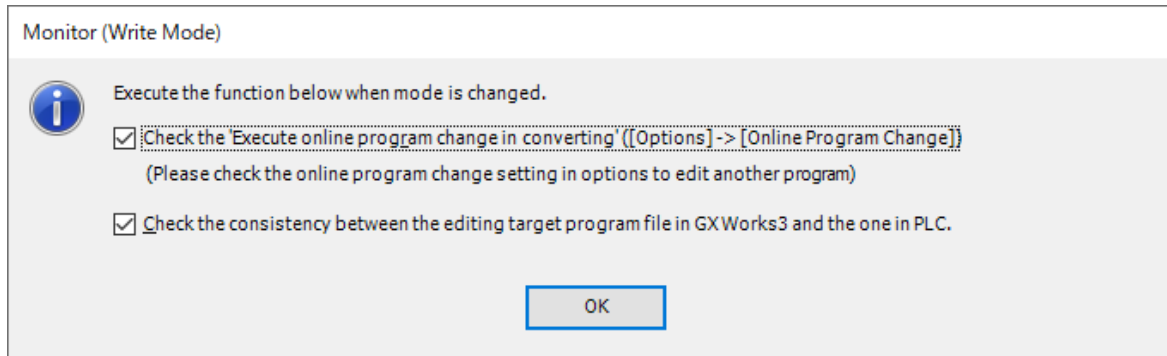 Monitor (Write Mode)
Execute the function below when mode is changed.
Check the 'Execute online program change in converting' ([Options] -> [Online Program Change])
(Please check the online program change setting in options to edit another program)
Check the consistency between the editing target program file in GX Works3 and the one in PLC.
OK